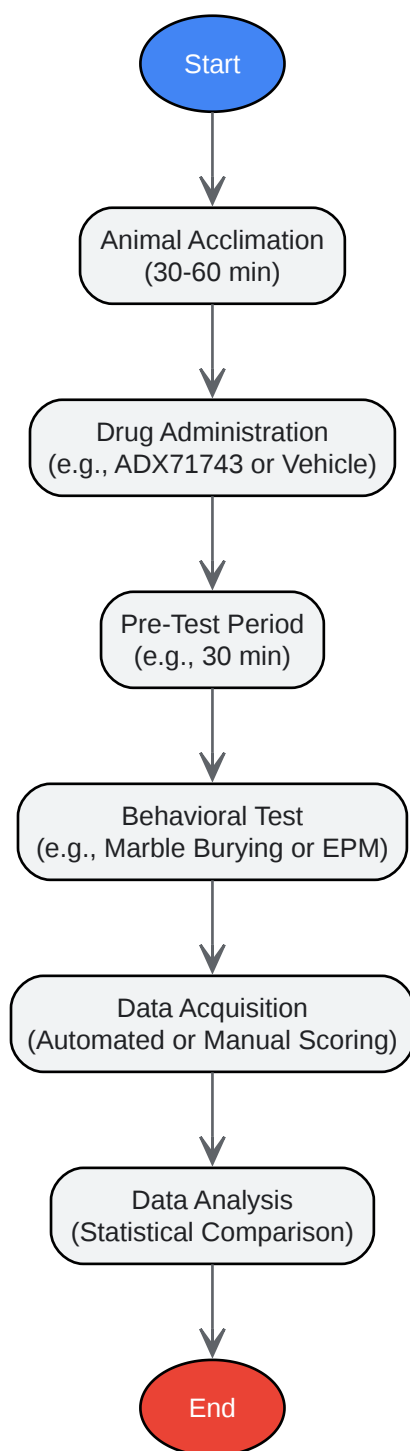 Start
Animal Acclimation
(30-60 min)
Drug Administration
(e.g., ADX71743 or Vehicle)
Pre-Test Period
(e.g., 30 min)
Behavioral Test
(e.g., Marble Burying or EPM)
Data Acquisition
(Automated or Manual Scoring)
Data Analysis
(Statistical Comparison)
End